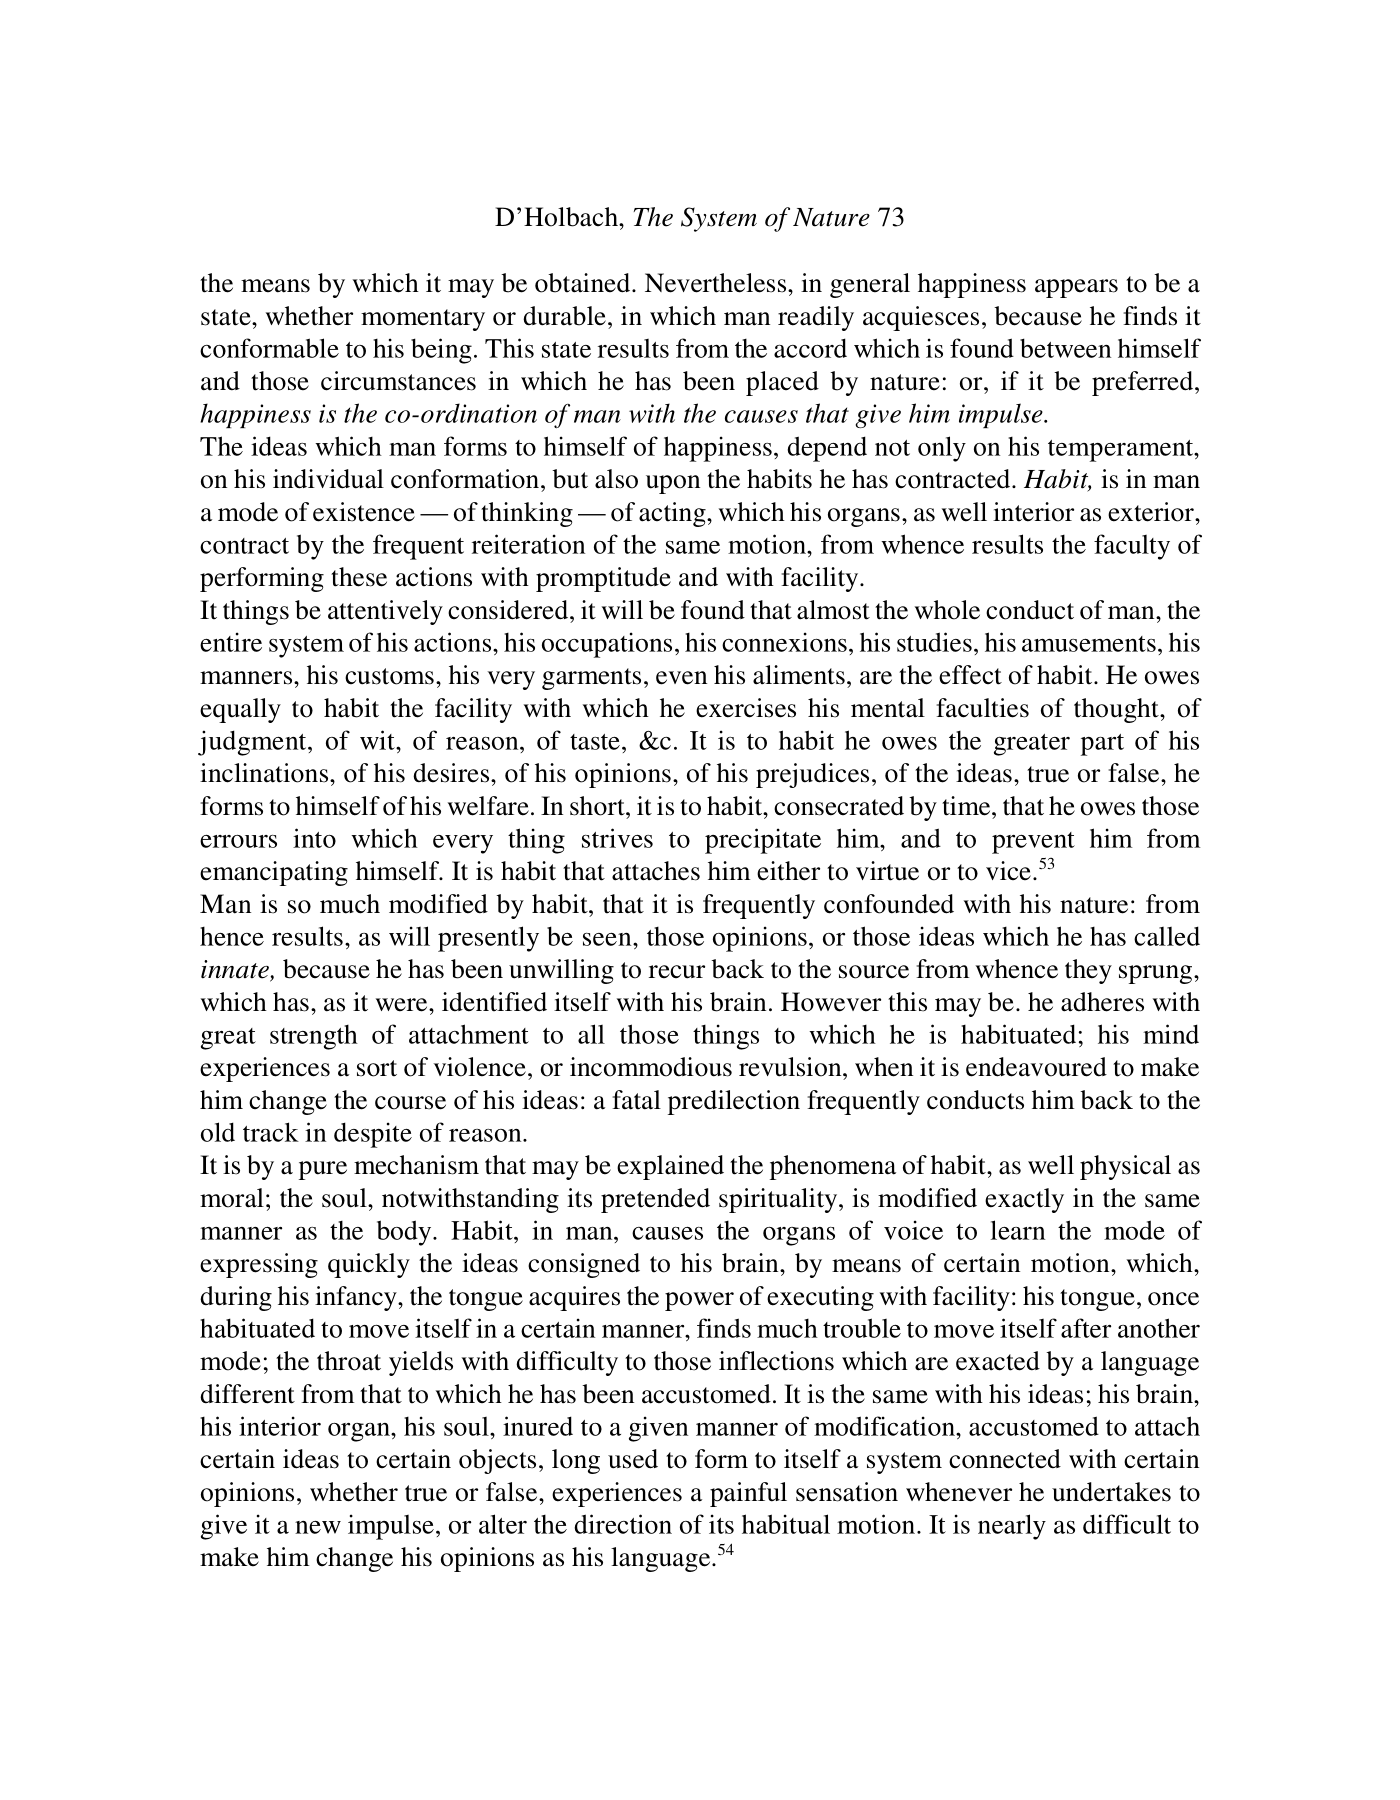 D’Holbach, The System of Nature 73
the means by which it may be obtained. Nevertheless, in general happiness appears to be a
state, whether momentary or durable, in which man readily acquiesces, because he finds it
conformable to his being. This state results from the accord which is found between himself
and those circumstances in which he has been placed by nature: or, if it be preferred,
happiness is the co-ordination of man with the causes that give him impulse.
The ideas which man forms to himself of happiness, depend not only on his temperament,
on his individual conformation, but also upon the habits he has contracted. Habit, is in man
a mode of existence — of thinking — of acting, which his organs, as well interior as exterior,
contract by the frequent reiteration of the same motion, from whence results the faculty of
performing these actions with promptitude and with facility.
It things be attentively considered, it will be found that almost the whole conduct of man, the
entire system of his actions, his occupations, his connexions, his studies, his amusements, his
manners, his customs, his very garments, even his aliments, are the effect of habit. He owes
equally to habit the facility with which he exercises his mental faculties of thought, of
judgment, of wit, of reason, of taste, &c. It is to habit he owes the greater part of his
inclinations, of his desires, of his opinions, of his prejudices, of the ideas, true or false, he
forms to himself of his welfare. In short, it is to habit, consecrated by time, that he owes those
errours into which every thing strives to precipitate him, and to prevent him from
emancipating himself. It is habit that attaches him either to virtue or to vice.53
Man is so much modified by habit, that it is frequently confounded with his nature: from
hence results, as will presently be seen, those opinions, or those ideas which he has called
innate, because he has been unwilling to recur back to the source from whence they sprung,
which has, as it were, identified itself with his brain. However this may be. he adheres with
great strength of attachment to all those things to which he is habituated; his mind
experiences a sort of violence, or incommodious revulsion, when it is endeavoured to make
him change the course of his ideas: a fatal predilection frequently conducts him back to the
old track in despite of reason.
It is by a pure mechanism that may be explained the phenomena of habit, as well physical as
moral; the soul, notwithstanding its pretended spirituality, is modified exactly in the same
manner as the body. Habit, in man, causes the organs of voice to learn the mode of
expressing quickly the ideas consigned to his brain, by means of certain motion, which,
during his infancy, the tongue acquires the power of executing with facility: his tongue, once
habituated to move itself in a certain manner, finds much trouble to move itself after another
mode; the throat yields with difficulty to those inflections which are exacted by a language
different from that to which he has been accustomed. It is the same with his ideas; his brain,
his interior organ, his soul, inured to a given manner of modification, accustomed to attach
certain ideas to certain objects, long used to form to itself a system connected with certain
opinions, whether true or false, experiences a painful sensation whenever he undertakes to
give it a new impulse, or alter the direction of its habitual motion. It is nearly as difficult to
make him change his opinions as his language.54